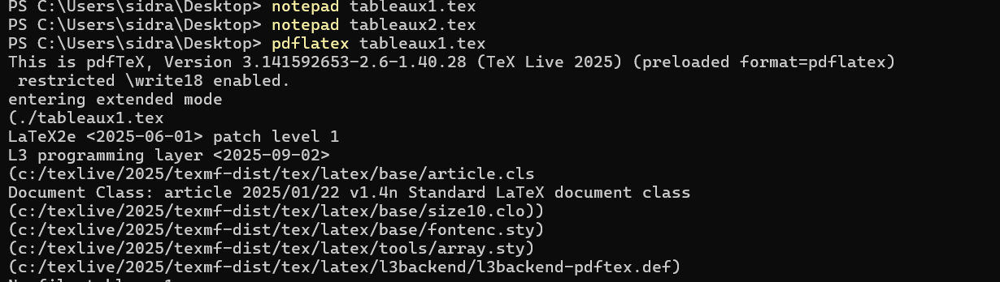 PS C:\Users\sidra\Desktop> notepad tableaux1.tex
PS C:\Users\sidra\Desktop> notepad tableaux2.tex
PS C:\Users\sidra\Desktop> pdflatex tableaux1.tex
This is pdfTeX, Version 3.141592653-2.6-1.40.28 (TeX Live 2025) (preloaded format=pdflatex)
 restricted \write18 enabled.
entering extended mode
(./tableaux1.tex
LaTeX2e <2025-06-01> patch level 1
L3 programming layer <2025-09-02>
(c:/texlive/2025/texmf-dist/tex/latex/base/article.cls
Document Class: article 2025/01/22 v1.4n Standard LaTeX document class
(c:/texlive/2025/texmf-dist/tex/latex/base/size10.clo))
(c:/texlive/2025/texmf-dist/tex/latex/base/fontenc.sty)
(c:/texlive/2025/texmf-dist/tex/latex/tools/array.sty)
(c:/texlive/2025/texmf-dist/tex/latex/l3backend/l3backend-pdftex.def)